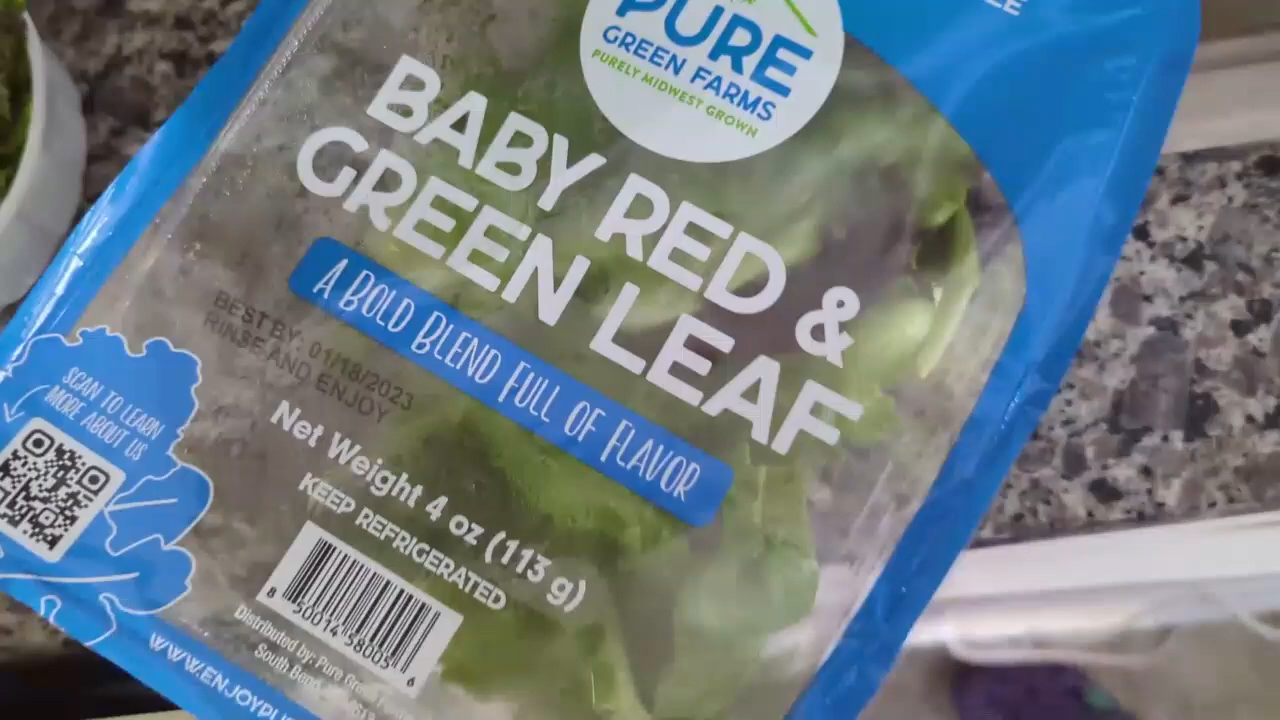 PURE
GREEN FARMS
PURELY MIDWEST GROWN
BABY RED &
GREEN LEAF
A BOLD BLEND FULL OF FLAVOR
BEST BY: 01/18/2023
RINSE AND ENJOY
Net Weight 4 oz (113 g)
KEEP REFRIGERATED
SCAN TO LEARN
MORE ABOUT US
8 50014 58005 6
Distributed by: Pure Green
South Bend
WWW.ENJOYPU